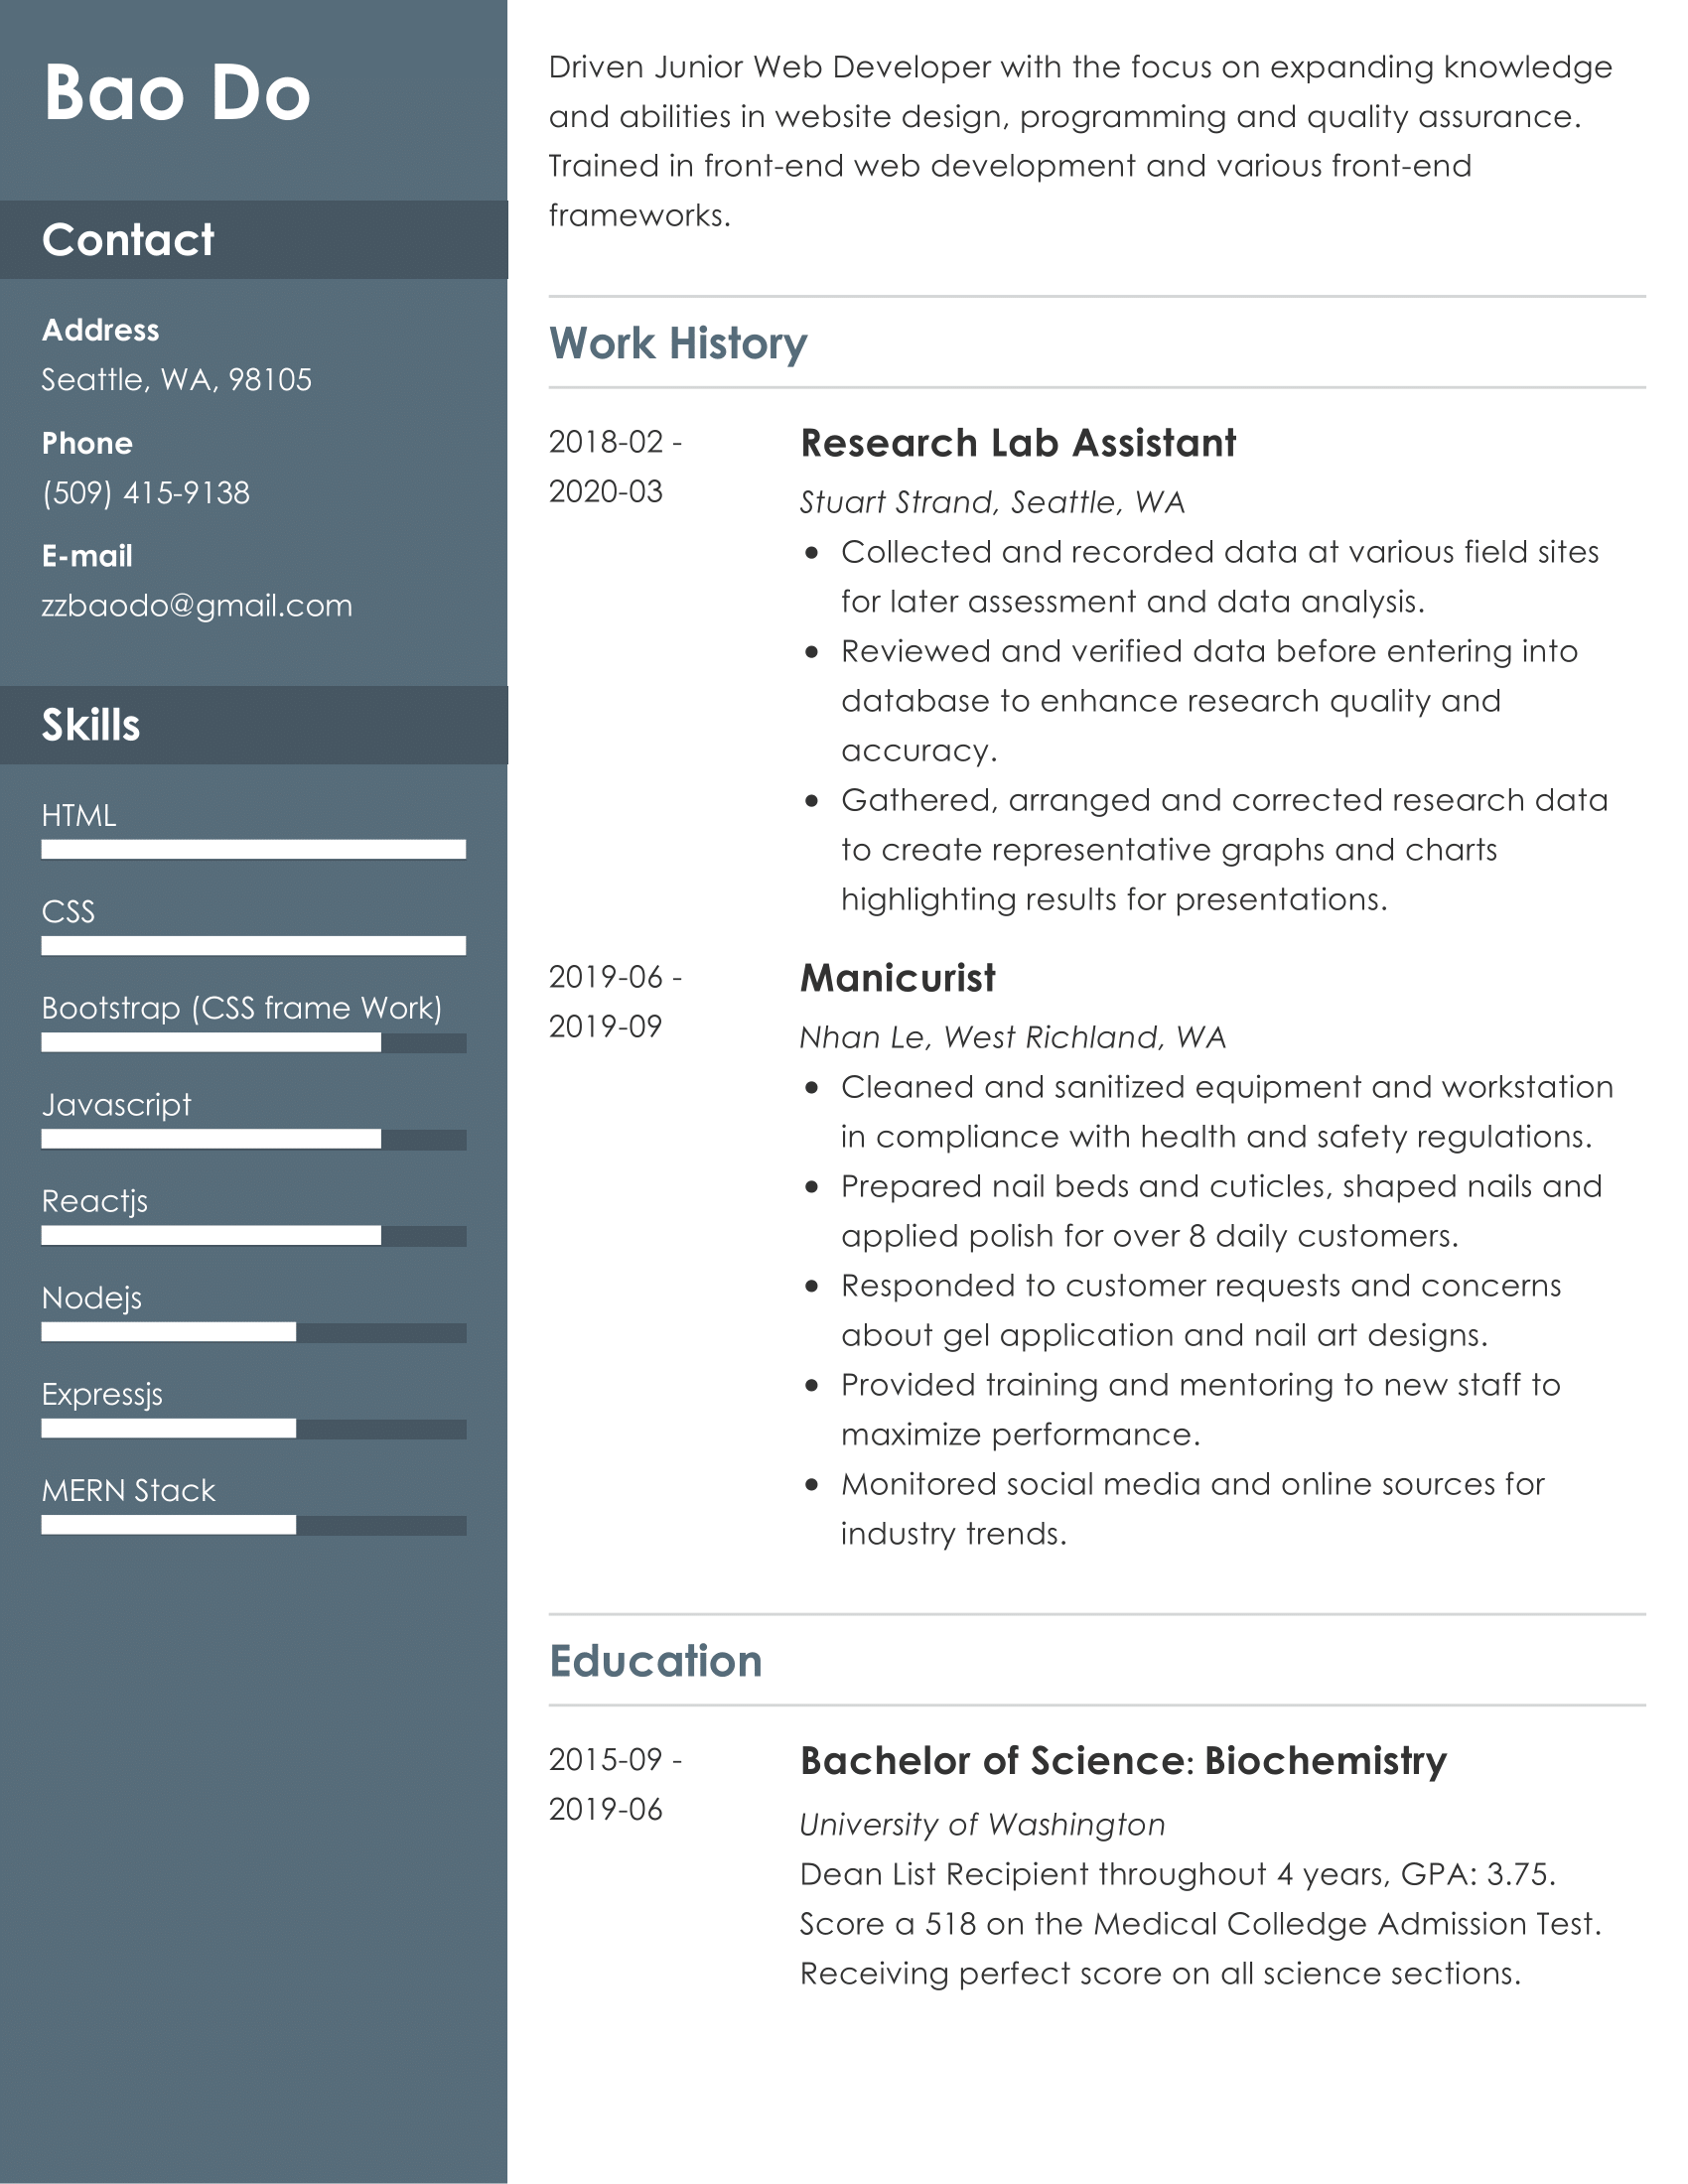 Bao Do
Contact
Address
Seattle, WA, 98105
Phone
(509) 415-9138
E-mail
zzbaodo@gmail.com
Skills
HTML
CSS
Bootstrap (CSS frame Work)
Javascript
Reactjs
Nodejs
Expressjs
MERN Stack
Driven Junior Web Developer with the focus on expanding knowledge
and abilities in website design, programming and quality assurance.
Trained in front-end web development and various front-end
frameworks.
Work History
2018-02 -
2020-03
Research Lab Assistant
Stuart Strand, Seattle, WA
• Collected and recorded data at various field sites
for later assessment and data analysis.
• Reviewed and verified data before entering into
database to enhance research quality and
accuracy.
• Gathered, arranged and corrected research data
to create representative graphs and charts
highlighting results for presentations.
2019-06 -
2019-09
Manicurist
Nhan Le, West Richland, WA
• Cleaned and sanitized equipment and workstation
in compliance with health and safety regulations.
• Prepared nail beds and cuticles, shaped nails and
applied polish for over 8 daily customers.
• Responded to customer requests and concerns
about gel application and nail art designs.
• Provided training and mentoring to new staff to
maximize performance.
• Monitored social media and online sources for
industry trends.
Education
2015-09 -
2019-06
Bachelor of Science: Biochemistry
University of Washington
Dean List Recipient throughout 4 years, GPA: 3.75.
Score a 518 on the Medical Colledge Admission Test.
Receiving perfect score on all science sections.